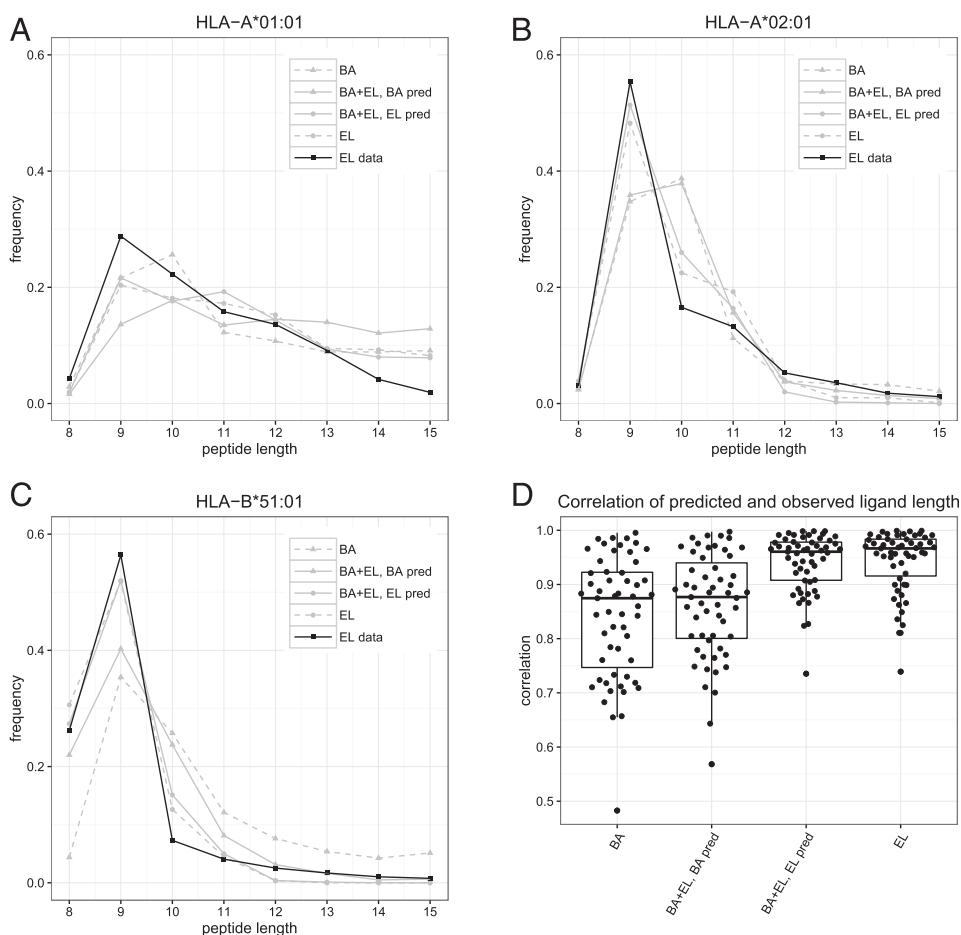 A
HLA−A*01:01
0.6
0.4
0.2
0.0
frequency
8 9 10 11 12 13 14 15
peptide length
BA
BA+EL, BA pred
BA+EL, EL pred
EL
EL data
B
HLA−A*02:01
0.6
0.4
0.2
0.0
frequency
8 9 10 11 12 13 14 15
peptide length
BA
BA+EL, BA pred
BA+EL, EL pred
EL
EL data
C
HLA−B*51:01
0.6
0.4
0.2
0.0
frequency
8 9 10 11 12 13 14 15
peptide length
BA
BA+EL, BA pred
BA+EL, EL pred
EL
EL data
D
Correlation of predicted and observed ligand length
1.0
0.9
0.8
0.7
0.6
0.5
correlation
BA
BA+EL, BA pred
BA+EL, EL pred
EL